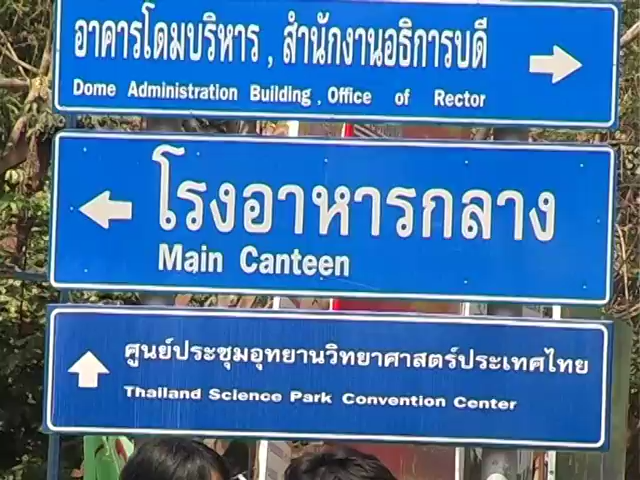 อาคารโดมบริหาร , สำนักงานอธิการบดี
Dome Administration Building , Office of Rector
โรงอาหารกลาง
Main Canteen
ศูนย์ประชุมอุทยานวิทยาศาสตร์ประเทศไทย
Thailand Science Park Convention Center